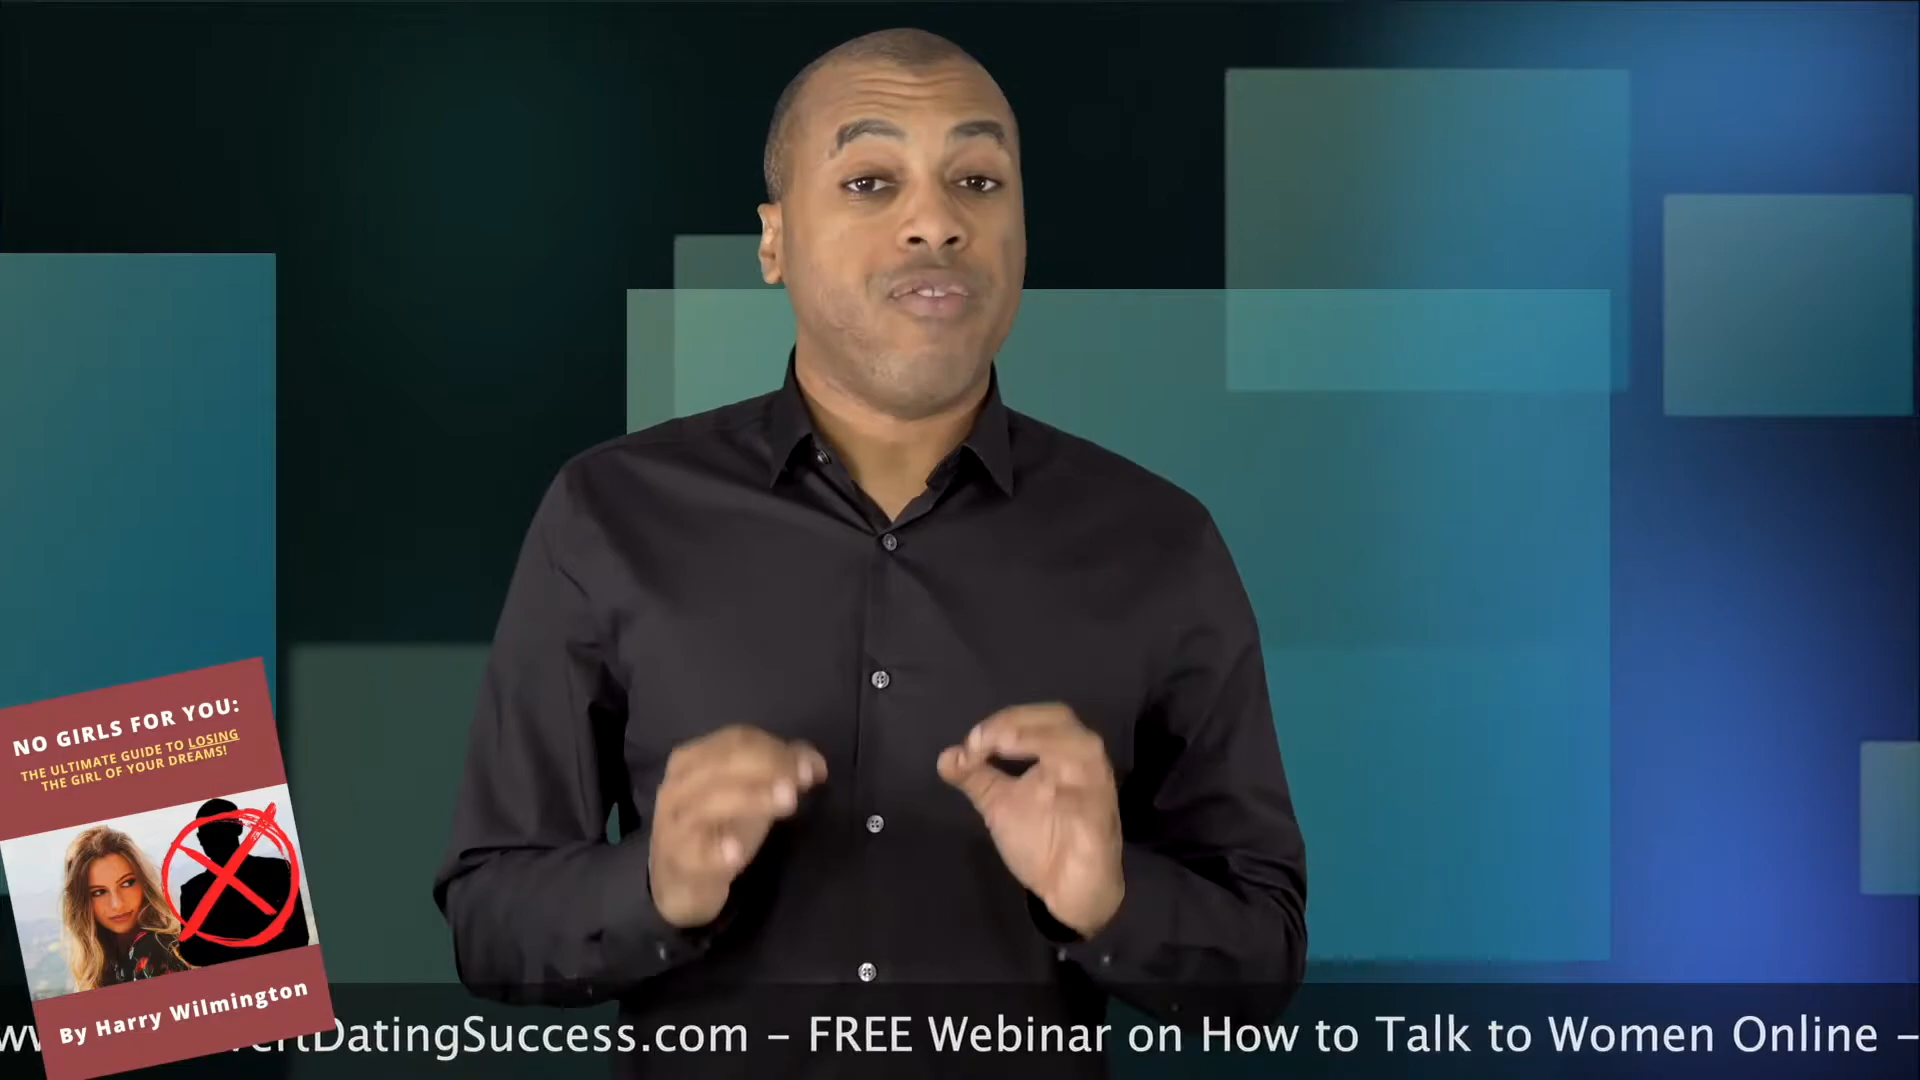 NO GIRLS FOR YOU:
THE ULTIMATE GUIDE TO LOSING
THE GIRL OF YOUR DREAMS!
By Harry Wilmington
DatingSuccess.com – FREE Webinar on How to Talk to Women Online –